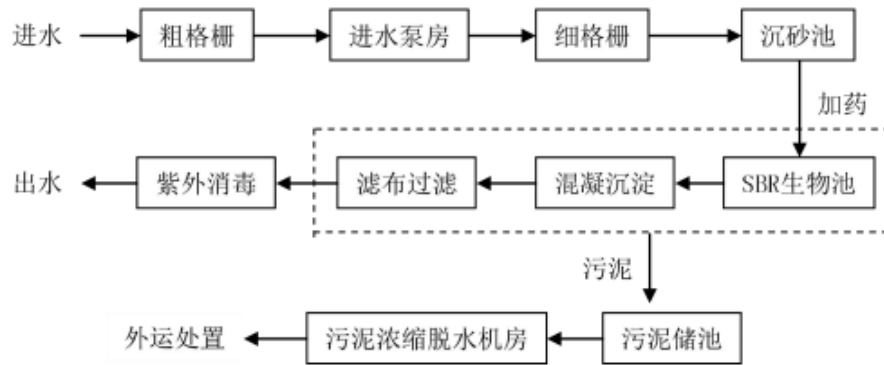 进水
粗格栅
进水泵房
细格栅
沉砂池
加药
出水
紫外消毒
滤布过滤
混凝沉淀
SBR生物池
污泥
外运处置
污泥浓缩脱水机房
污泥储池